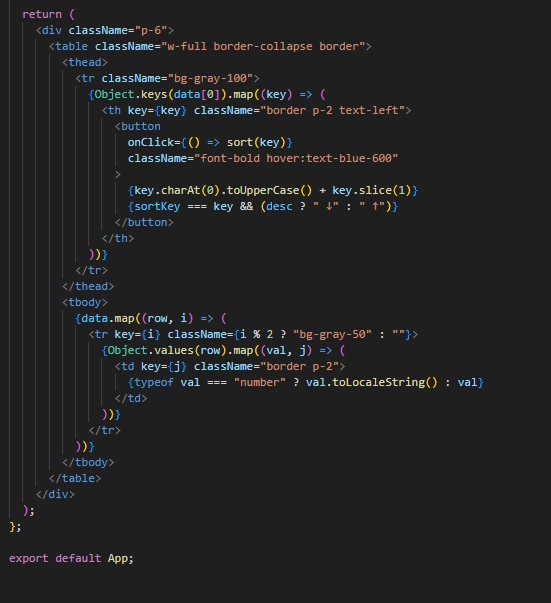 return (
<div className="p-6">
<table className="w-full border-collapse border">
<thead>
<tr className="bg-gray-100">
{Object.keys(data[0]).map((key) => (
<th key={key} className="border p-2 text-left">
<button
onClick={() => sort(key)}
className="font-bold hover:text-blue-600"
>
{key.charAt(0).toUpperCase() + key.slice(1)}
{sortKey === key && (desc ? " ↓" : " ↑")}
</button>
</th>
))}
</tr>
</thead>
<tbody>
{data.map((row, i) => (
<tr key={i} className={i % 2 ? "bg-gray-50" : ""}>
{Object.values(row).map((val, j) => (
<td key={j} className="border p-2">
{typeof val === "number" ? val.toLocaleString() : val}
</td>
))}
</tr>
))}
</tbody>
</table>
</div>
);
};
export default App;